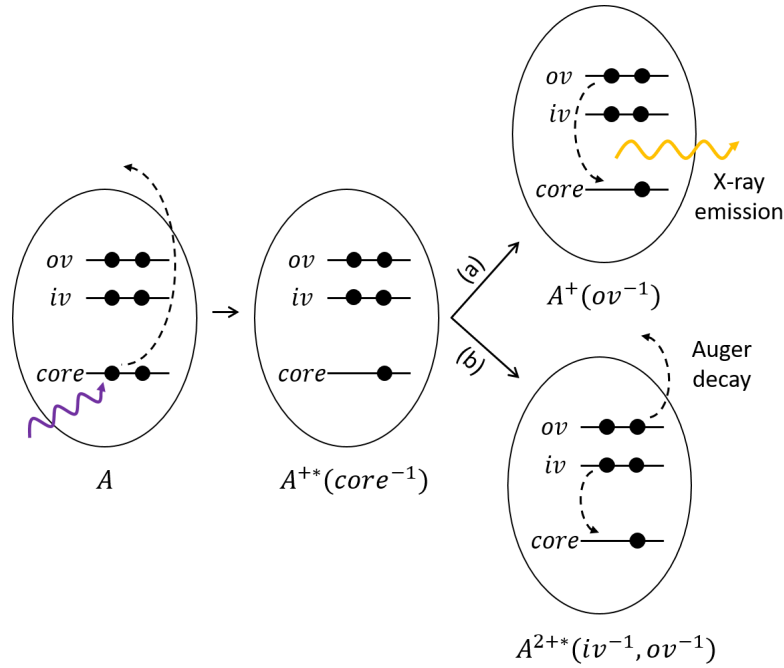 ov
iv
core
A
ov
iv
core
A⁺*(core⁻¹)
(a)
(b)
ov
iv
core
X-ray
emission
A⁺(ov⁻¹)
Auger
decay
ov
iv
core
A²⁺*(iv⁻¹, ov⁻¹)